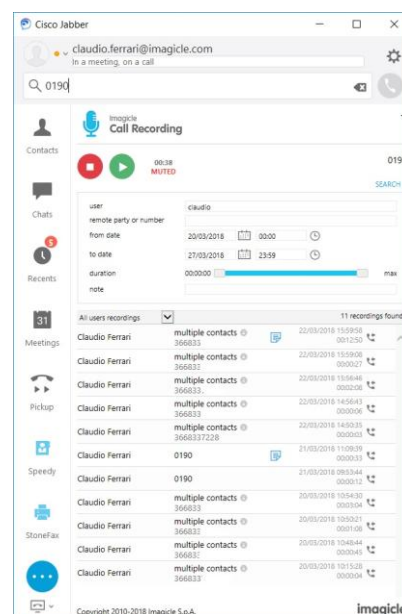 Cisco Jabber
claudio.ferrari@imagicle.com
In a meeting, on a call
0190
Contacts
Chats
6
Recents
31
Meetings
Pickup
Speedy
StoneFax
imagicle
Call Recording
00:38
MUTED
019
SEARCH
user claudio
remote party or number
from date 20/03/2018 00:00
to date 27/03/2018 23:59
duration 00:00:00 max
note
All users recordings 11 recordings found
Claudio Ferrari multiple contacts 22/03/2018 15:59:58
366833 00:12:50
Claudio Ferrari multiple contacts 22/03/2018 15:59:08
366833 00:00:27
Claudio Ferrari multiple contacts 22/03/2018 15:56:46
366833 00:02:08
Claudio Ferrari multiple contacts 22/03/2018 14:56:43
366833 00:00:06
Claudio Ferrari multiple contacts 22/03/2018 14:50:35
3668337228 00:00:03
Claudio Ferrari 0190 21/03/2018 11:09:39
00:00:33
Claudio Ferrari 0190 21/03/2018 09:53:44
00:00:12
Claudio Ferrari multiple contacts 20/03/2018 10:54:30
366833 00:03:04
Claudio Ferrari multiple contacts 20/03/2018 10:50:21
366833 00:01:08
Claudio Ferrari multiple contacts 20/03/2018 10:48:44
00:00:45
Claudio Ferrari multiple contacts 20/03/2018 10:15:28
366833 00:00:04
Copyright 2010-2018 Imagicle S.p.A. imagicle